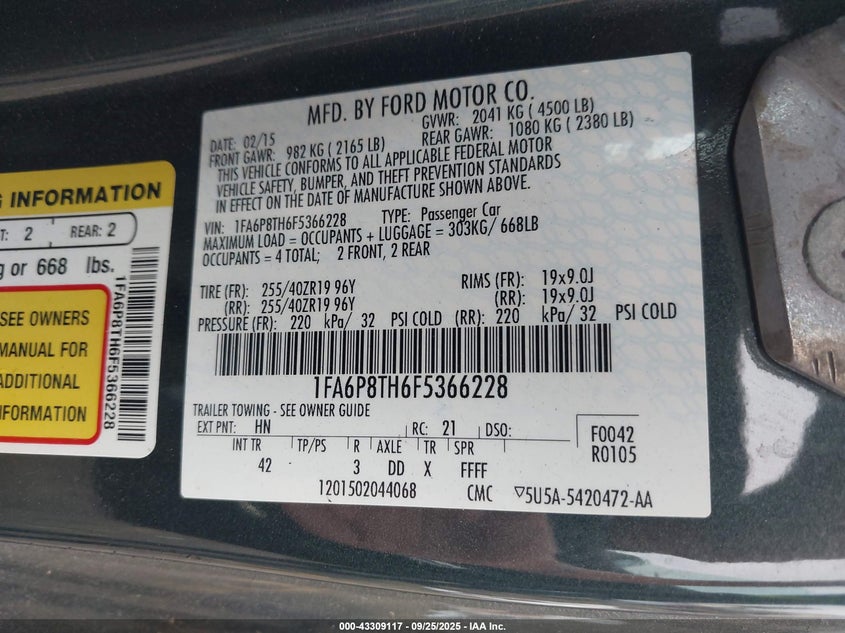 MFD. BY FORD MOTOR CO.
DATE: 02/15 GVWR: 2041 KG ( 4500 LB)
FRONT GAWR: 982 KG ( 2165 LB) REAR GAWR: 1080 KG ( 2380 LB)
THIS VEHICLE CONFORMS TO ALL APPLICABLE FEDERAL MOTOR
VEHICLE SAFETY, BUMPER, AND THEFT PREVENTION STANDARDS
IN EFFECT ON THE DATE OF MANUFACTURE SHOWN ABOVE.
VIN: 1FA6P8TH6F5366228 TYPE: Passenger Car
MAXIMUM LOAD = OCCUPANTS + LUGGAGE = 303KG/ 668LB
OCCUPANTS = 4 TOTAL; 2 FRONT, 2 REAR
TIRE (FR): 255/40ZR19 96Y RIMS (FR): 19x9.0J
(RR): 255/40ZR19 96Y (RR): 19x9.0J
PRESSURE (FR): 220 kPa/ 32 PSI COLD (RR): 220 kPa/ 32 PSI COLD
1FA6P8TH6F5366228
TRAILER TOWING - SEE OWNER GUIDE
EXT PNT: HN RC: 21 DSO: F0042
INT TR TP/PS R AXLE TR SPR R0105
42 3 DD X FFFF
1201502044068 CMC 5U5A-5420472-AA
INFORMATION
2 REAR: 2
or 668 lbs.
SEE OWNERS
MANUAL FOR
ADDITIONAL
INFORMATION
1FA6P8TH6F5366228
000-43309117 - 09/25/2025 - IAA Inc.